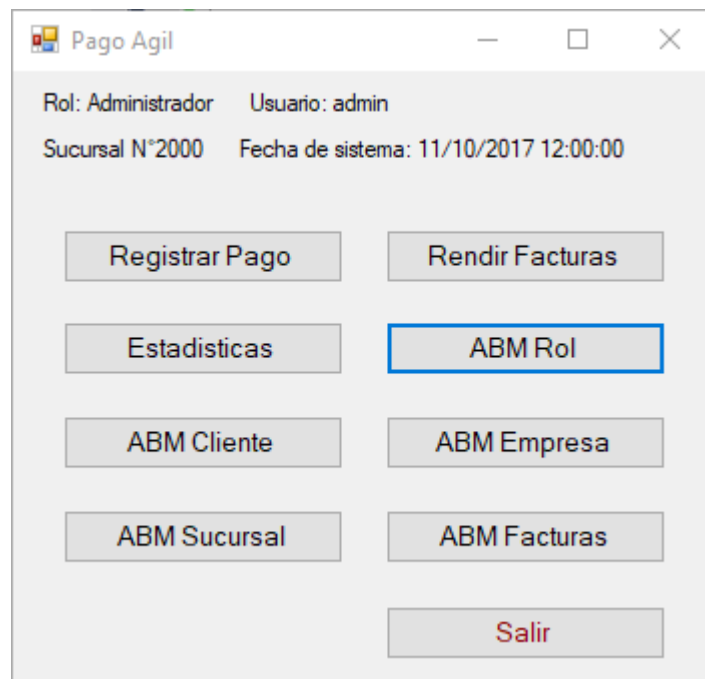 Pago Agil
Rol: Administrador Usuario: admin
Sucursal N°2000 Fecha de sistema: 11/10/2017 12:00:00
Registrar Pago Rendir Facturas
Estadisticas ABM Rol
ABM Cliente ABM Empresa
ABM Sucursal ABM Facturas
Salir